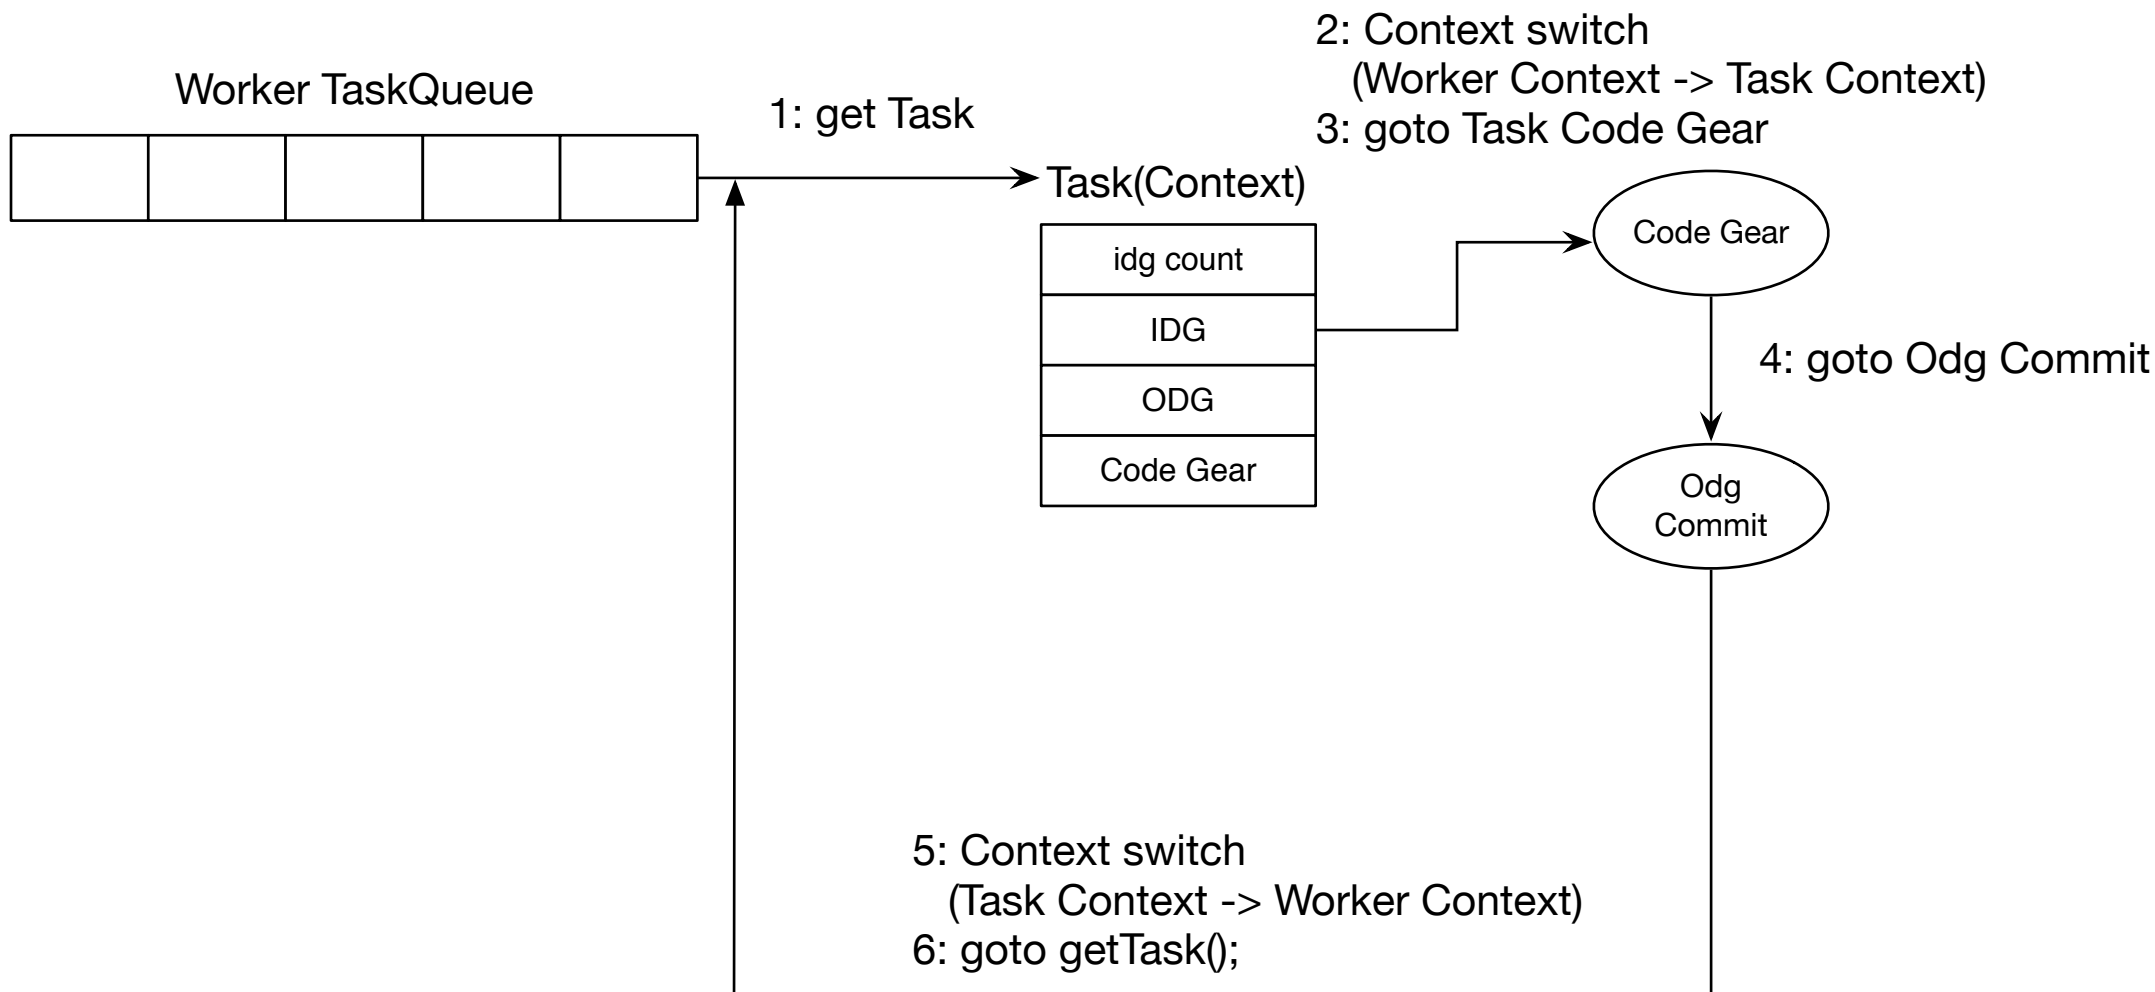 Worker TaskQueue
1: get Task
2: Context switch
(Worker Context -> Task Context)
3: goto Task Code Gear
Task(Context)
idg count
IDG
ODG
Code Gear
Code Gear
4: goto Odg Commit
Odg
Commit
5: Context switch
(Task Context -> Worker Context)
6: goto getTask();